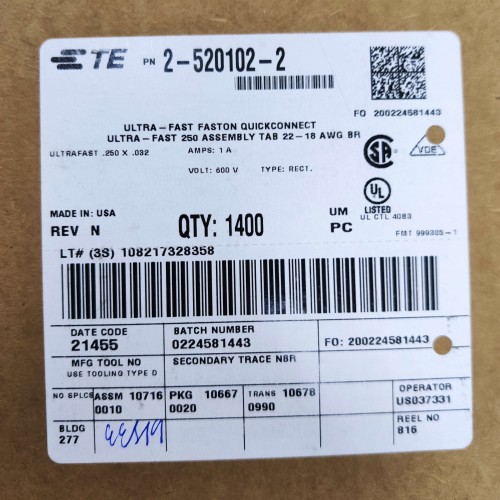 TE PN 2-520102-2
FO 200224581443
ULTRA-FAST FASTON QUICKCONNECT
ULTRA-FAST 250 ASSEMBLY TAB 22-18 AWG BR
ULTRAFAST .250 X .032 AMPS: 1 A
VOLT: 600 V TYPE: RECT.
SA VDE
UL
LISTED
UL CTL 4083
MADE IN: USA
REV N QTY: 1400 UM PC
FMT 999305-1
LT# (3S) 108217328358
DATE CODE BATCH NUMBER
21455 0224581443 FO: 200224581443
MFG TOOL NO SECONDARY TRACE NBR
USE TOOLING TYPE D
NO SPLCS ASSM 10716 PKG 10667 TRANS 10678 OPERATOR
0010 0020 0990 US037331
BLDG REEL NO
277 816